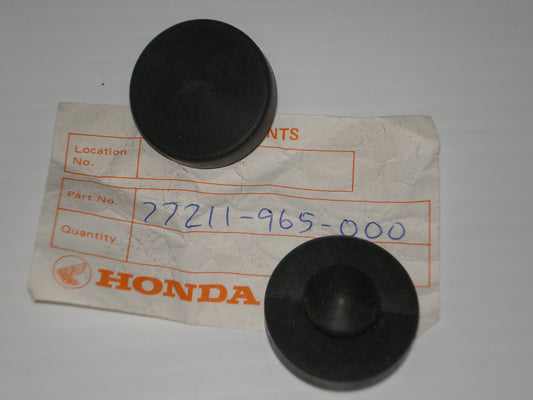 NTS
Location
No.
Part No. 77211-965-000
Quantity
HONDA